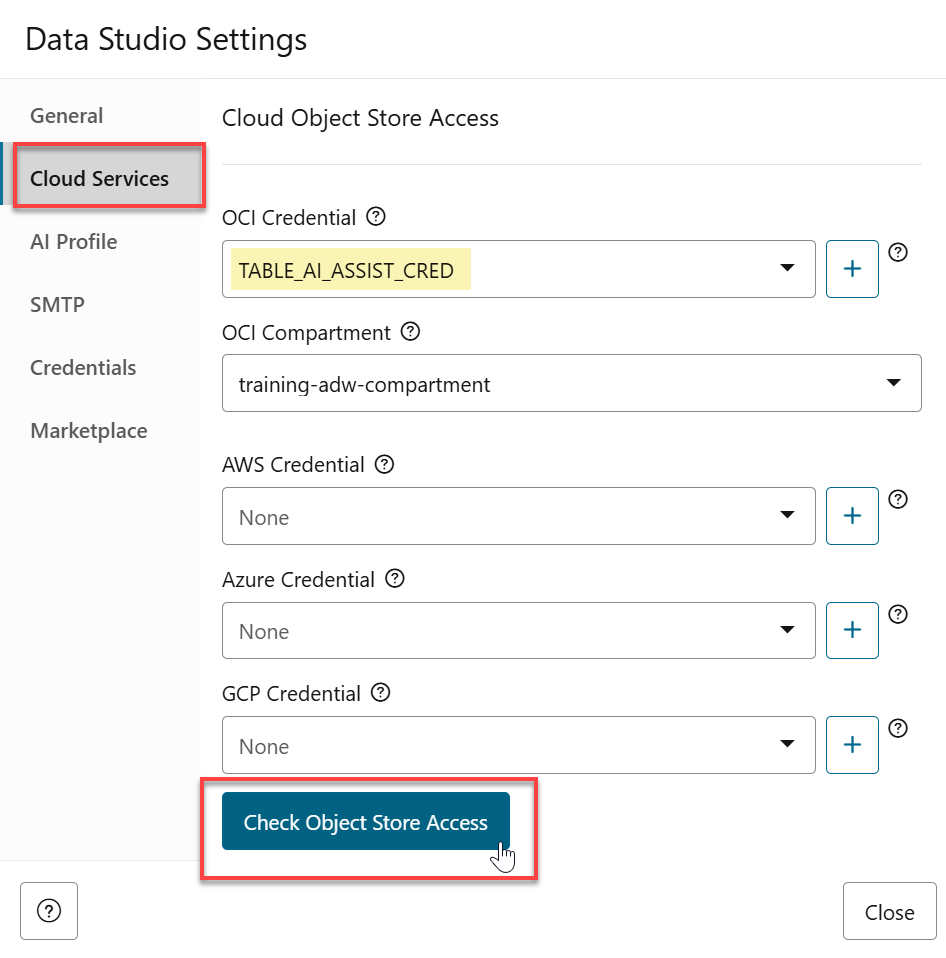 Data Studio Settings
General
Cloud Services
AI Profile
SMTP
Credentials
Marketplace
Cloud Object Store Access
OCI Credential
TABLE_AI_ASSIST_CRED
OCI Compartment
training-adw-compartment
AWS Credential
None
Azure Credential
None
GCP Credential
None
Check Object Store Access
Close